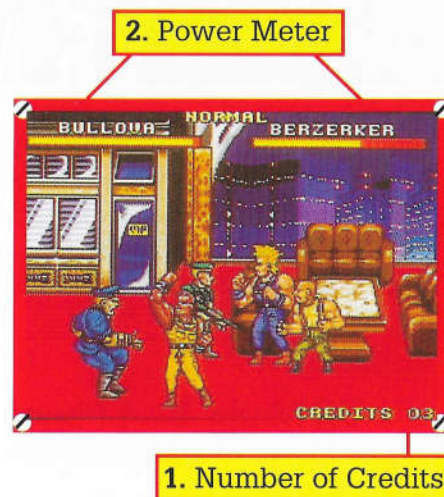 2. Power Meter
NORMAL
BULLOVA
BERZERKER
CREDITS 03
1. Number of Credits